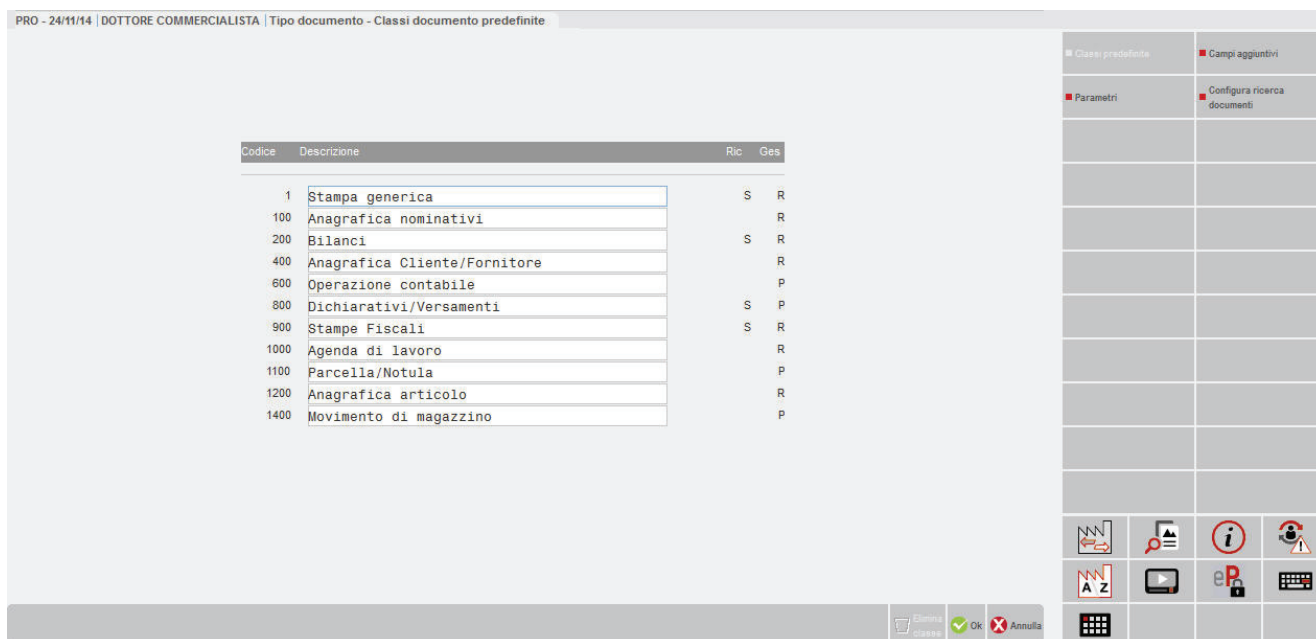 PRO - 24/11/14 | DOTTORE COMMERCIALISTA | Tipo documento - Classi documento predefinite
Classi predefinite Campi aggiuntivi
Parametri Configura ricerca
documenti
Codice Descrizione Ric Ges
1 Stampa generica S R
100 Anagrafica nominativi R
200 Bilanci S R
400 Anagrafica Cliente/Fornitore R
600 Operazione contabile P
800 Dichiarativi/Versamenti S P
900 Stampe Fiscali S R
1000 Agenda di lavoro R
1100 Parcella/Notula P
1200 Anagrafica articolo R
1400 Movimento di magazzino P
i
A Z eP
Elimina
classe Ok Annulla